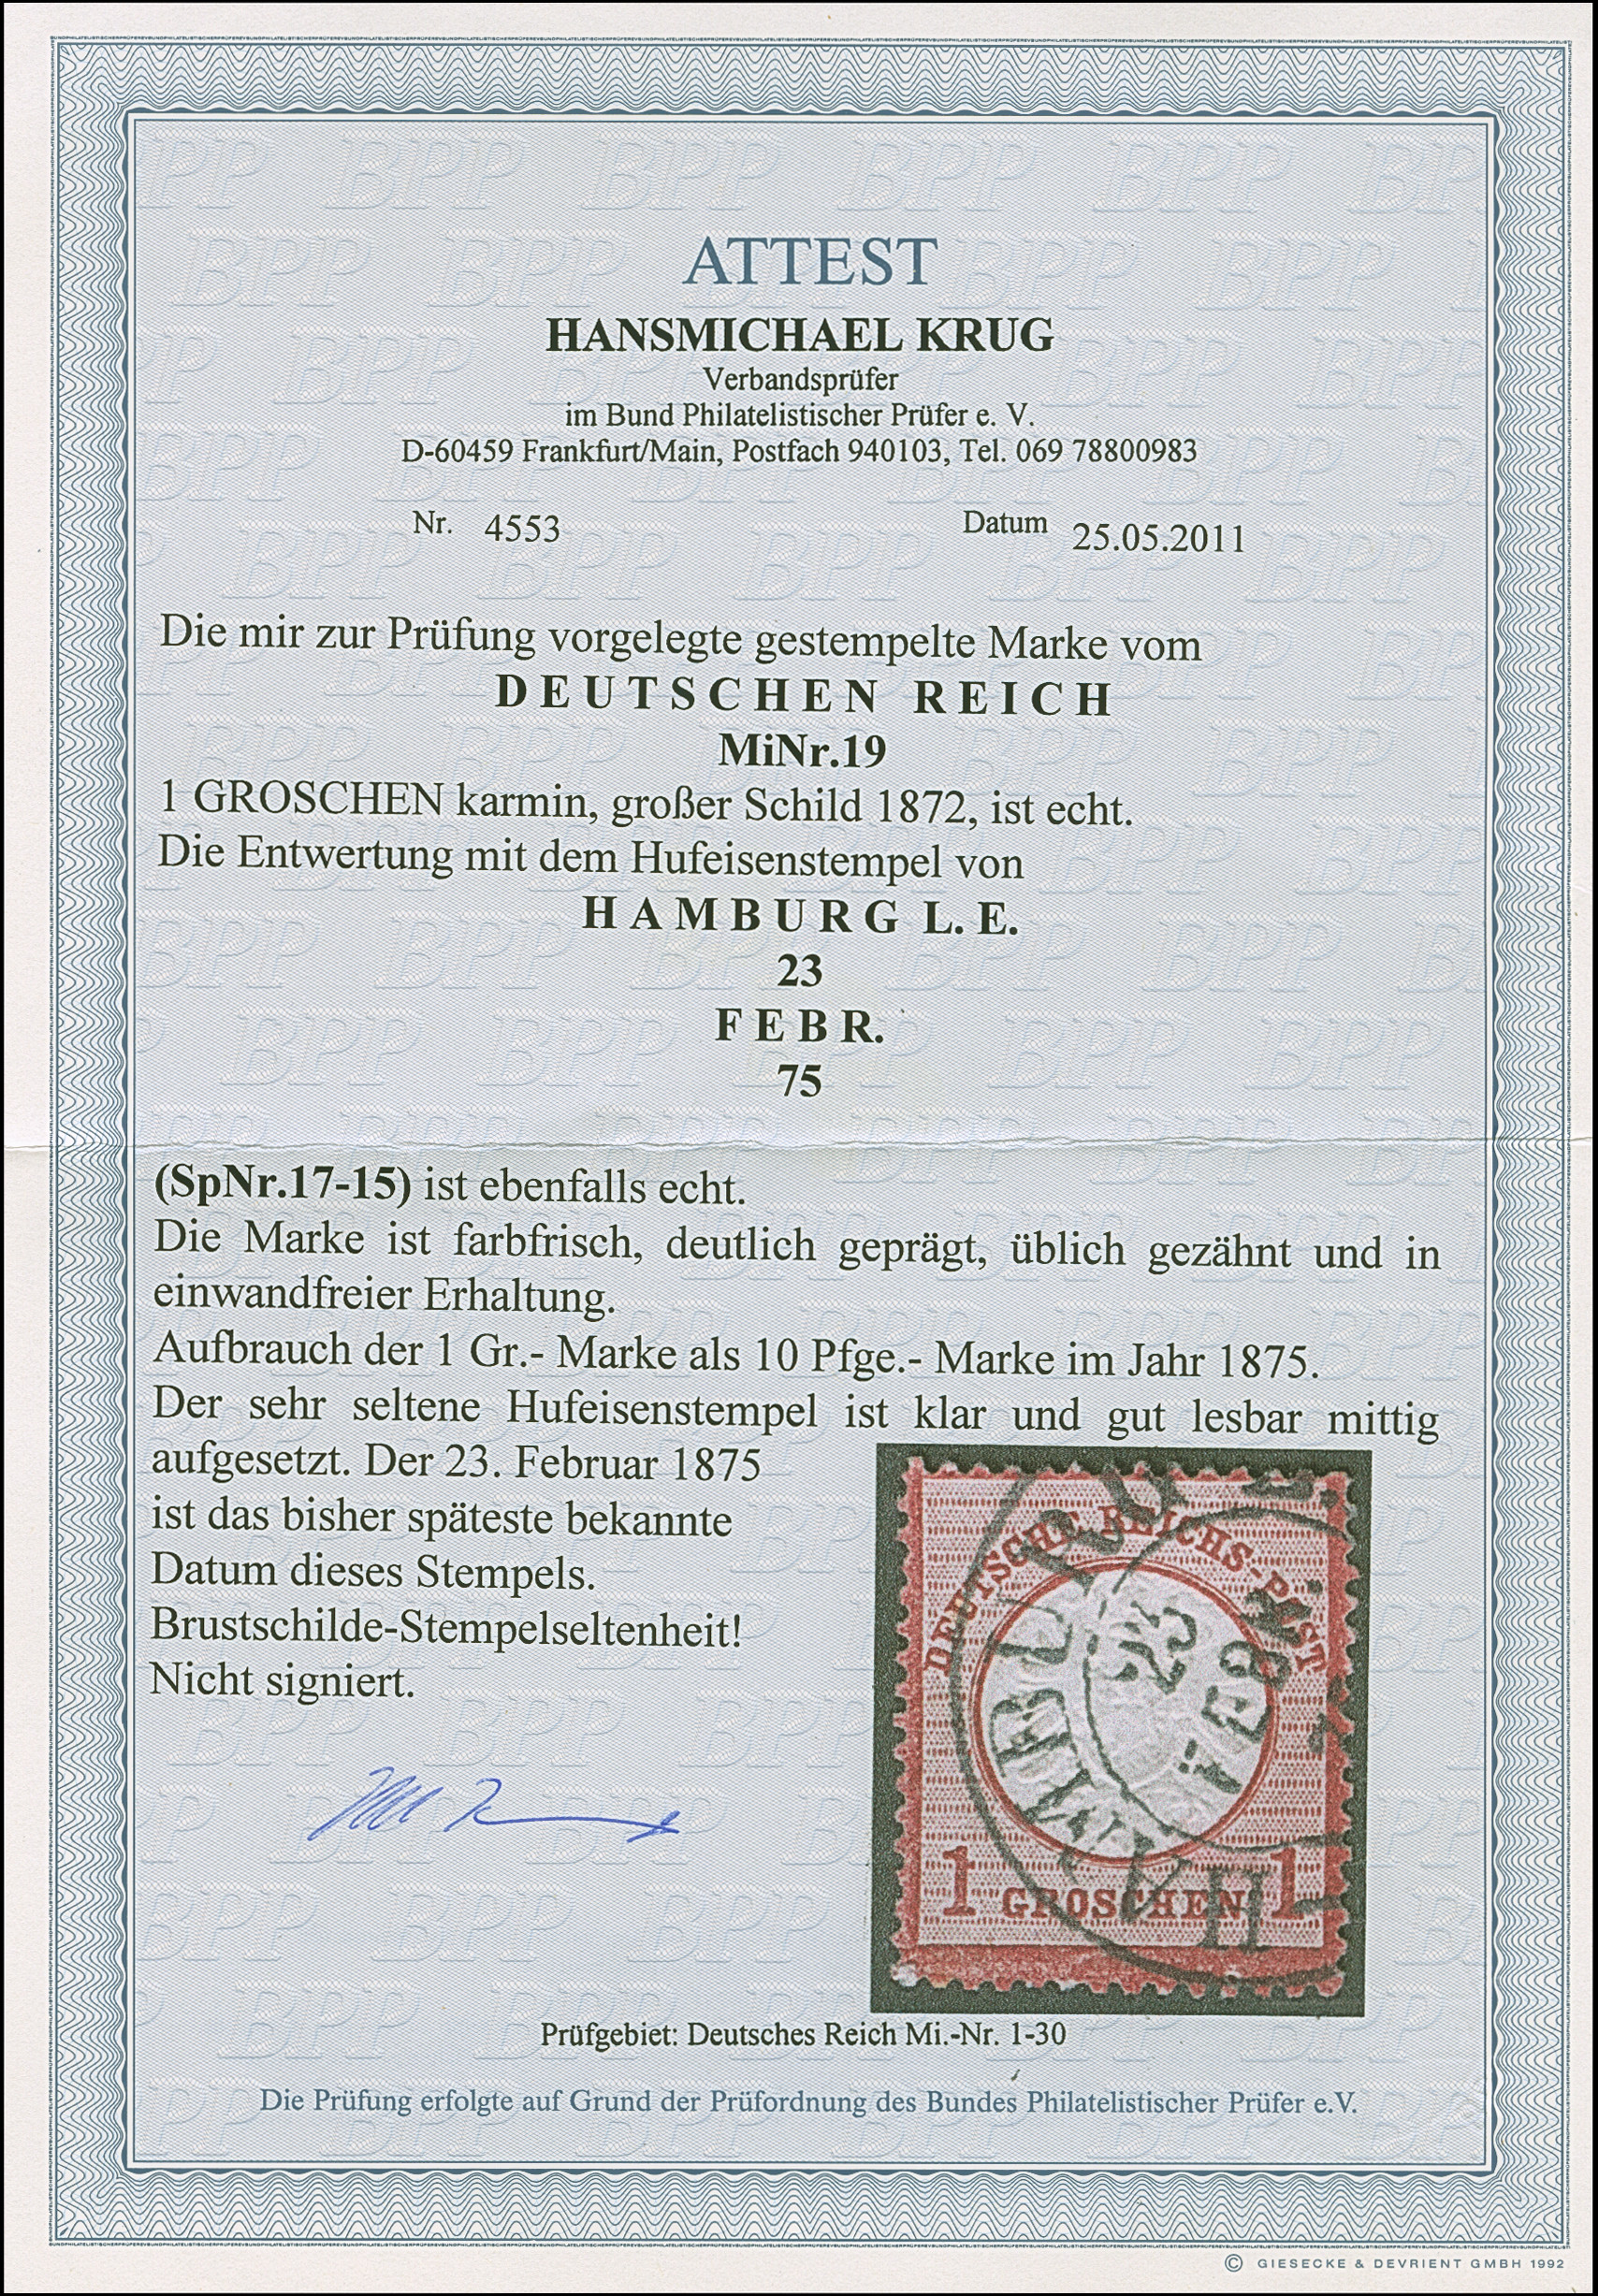 ATTEST
HANSMICHAEL KRUG
Verbandsprüfer
im Bund Philatelistischer Prüfer e. V.
D-60459 Frankfurt/Main, Postfach 940103, Tel. 069 78800983
Nr. 4553 Datum 25.05.2011
Die mir zur Prüfung vorgelegte gestempelte Marke vom
DEUTSCHEN REICH
MiNr.19
1 GROSCHEN karmin, großer Schild 1872, ist echt.
Die Entwertung mit dem Hufeisenstempel von
HAMBURG L. E.
23
FEBR.
75
(SpNr.17-15) ist ebenfalls echt.
Die Marke ist farbfrisch, deutlich geprägt, üblich gezähnt und in
einwandfreier Erhaltung.
Aufbrauch der 1 Gr.- Marke als 10 Pfge.- Marke im Jahr 1875.
Der sehr seltene Hufeisenstempel ist klar und gut lesbar mittig
aufgesetzt. Der 23. Februar 1875
ist das bisher späteste bekannte
Datum dieses Stempels.
Brustschilde-Stempelseltenheit!
Nicht signiert.
DEUTSCHE REICHS-POST
23
1 GROSCHEN 1
Prüfgebiet: Deutsches Reich Mi.-Nr. 1-30
Die Prüfung erfolgte auf Grund der Prüfordnung des Bundes Philatelistischer Prüfer e.V.
© GIESECKE & DEVRIENT GMBH 1992